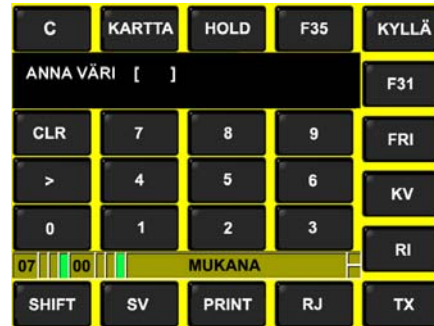 C KARTTA HOLD F35 KYLLÄ
ANNA VÄRI [ ]
F31
CLR 7 8 9 FRI
> 4 5 6 KV
0 1 2 3 RI
07 00 MUKANA
SHIFT SV PRINT RJ TX